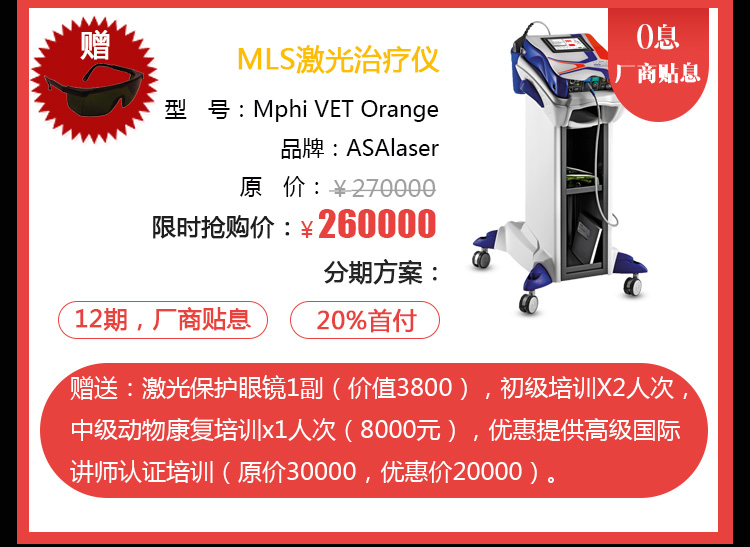 赠
MLS激光治疗仪
0息
厂商贴息
型 号：Mphi VET Orange
品牌：ASAlaser
原 价：￥270000
限时抢购价：￥260000
分期方案：
12期，厂商贴息
20%首付
赠送：激光保护眼镜1副（价值3800），初级培训X2人次，
中级动物康复培训x1人次（8000元），优惠提供高级国际
讲师认证培训（原价30000，优惠价20000）。